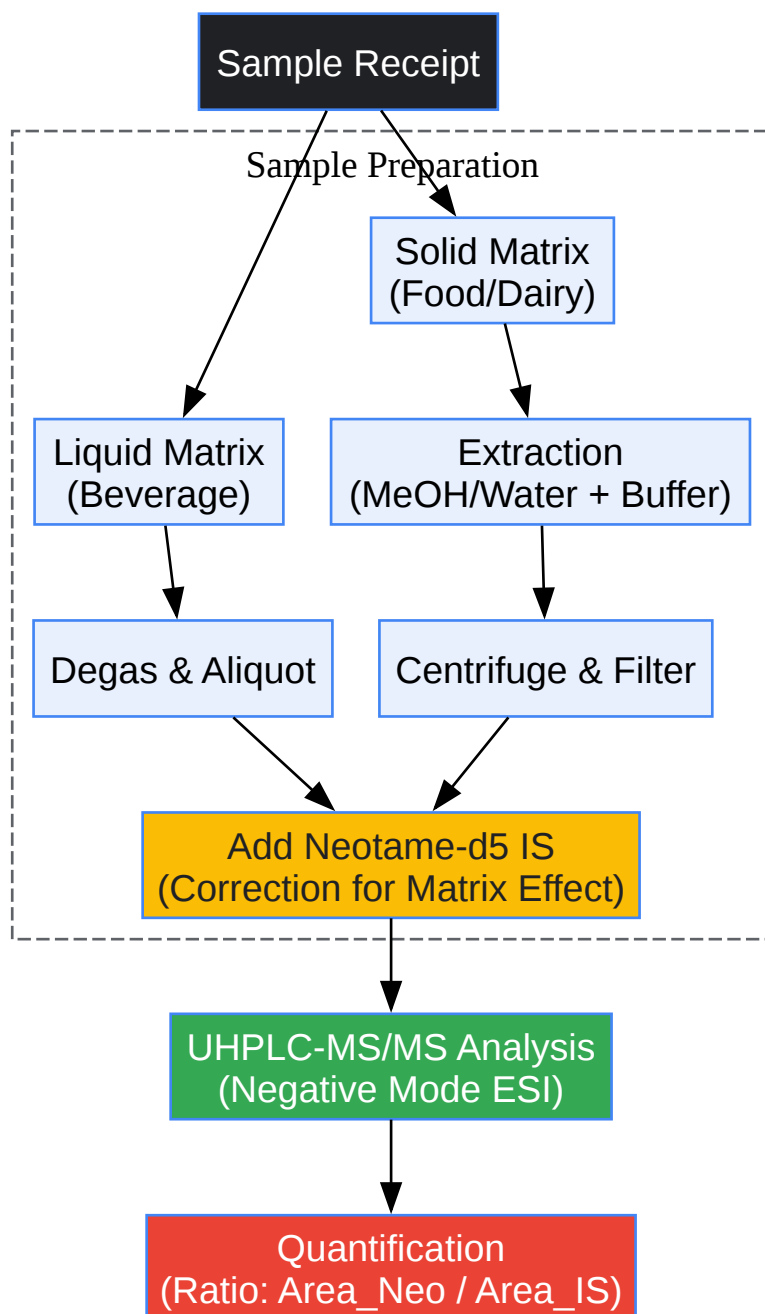 Sample Receipt
Sample Preparation
Solid Matrix
(Food/Dairy)
Liquid Matrix
(Beverage)
Extraction
(MeOH/Water + Buffer)
Degas & Aliquot
Centrifuge & Filter
Add Neotame-d5 IS
(Correction for Matrix Effect)
UHPLC-MS/MS Analysis
(Negative Mode ESI)
Quantification
(Ratio: Area_Neo / Area_IS)